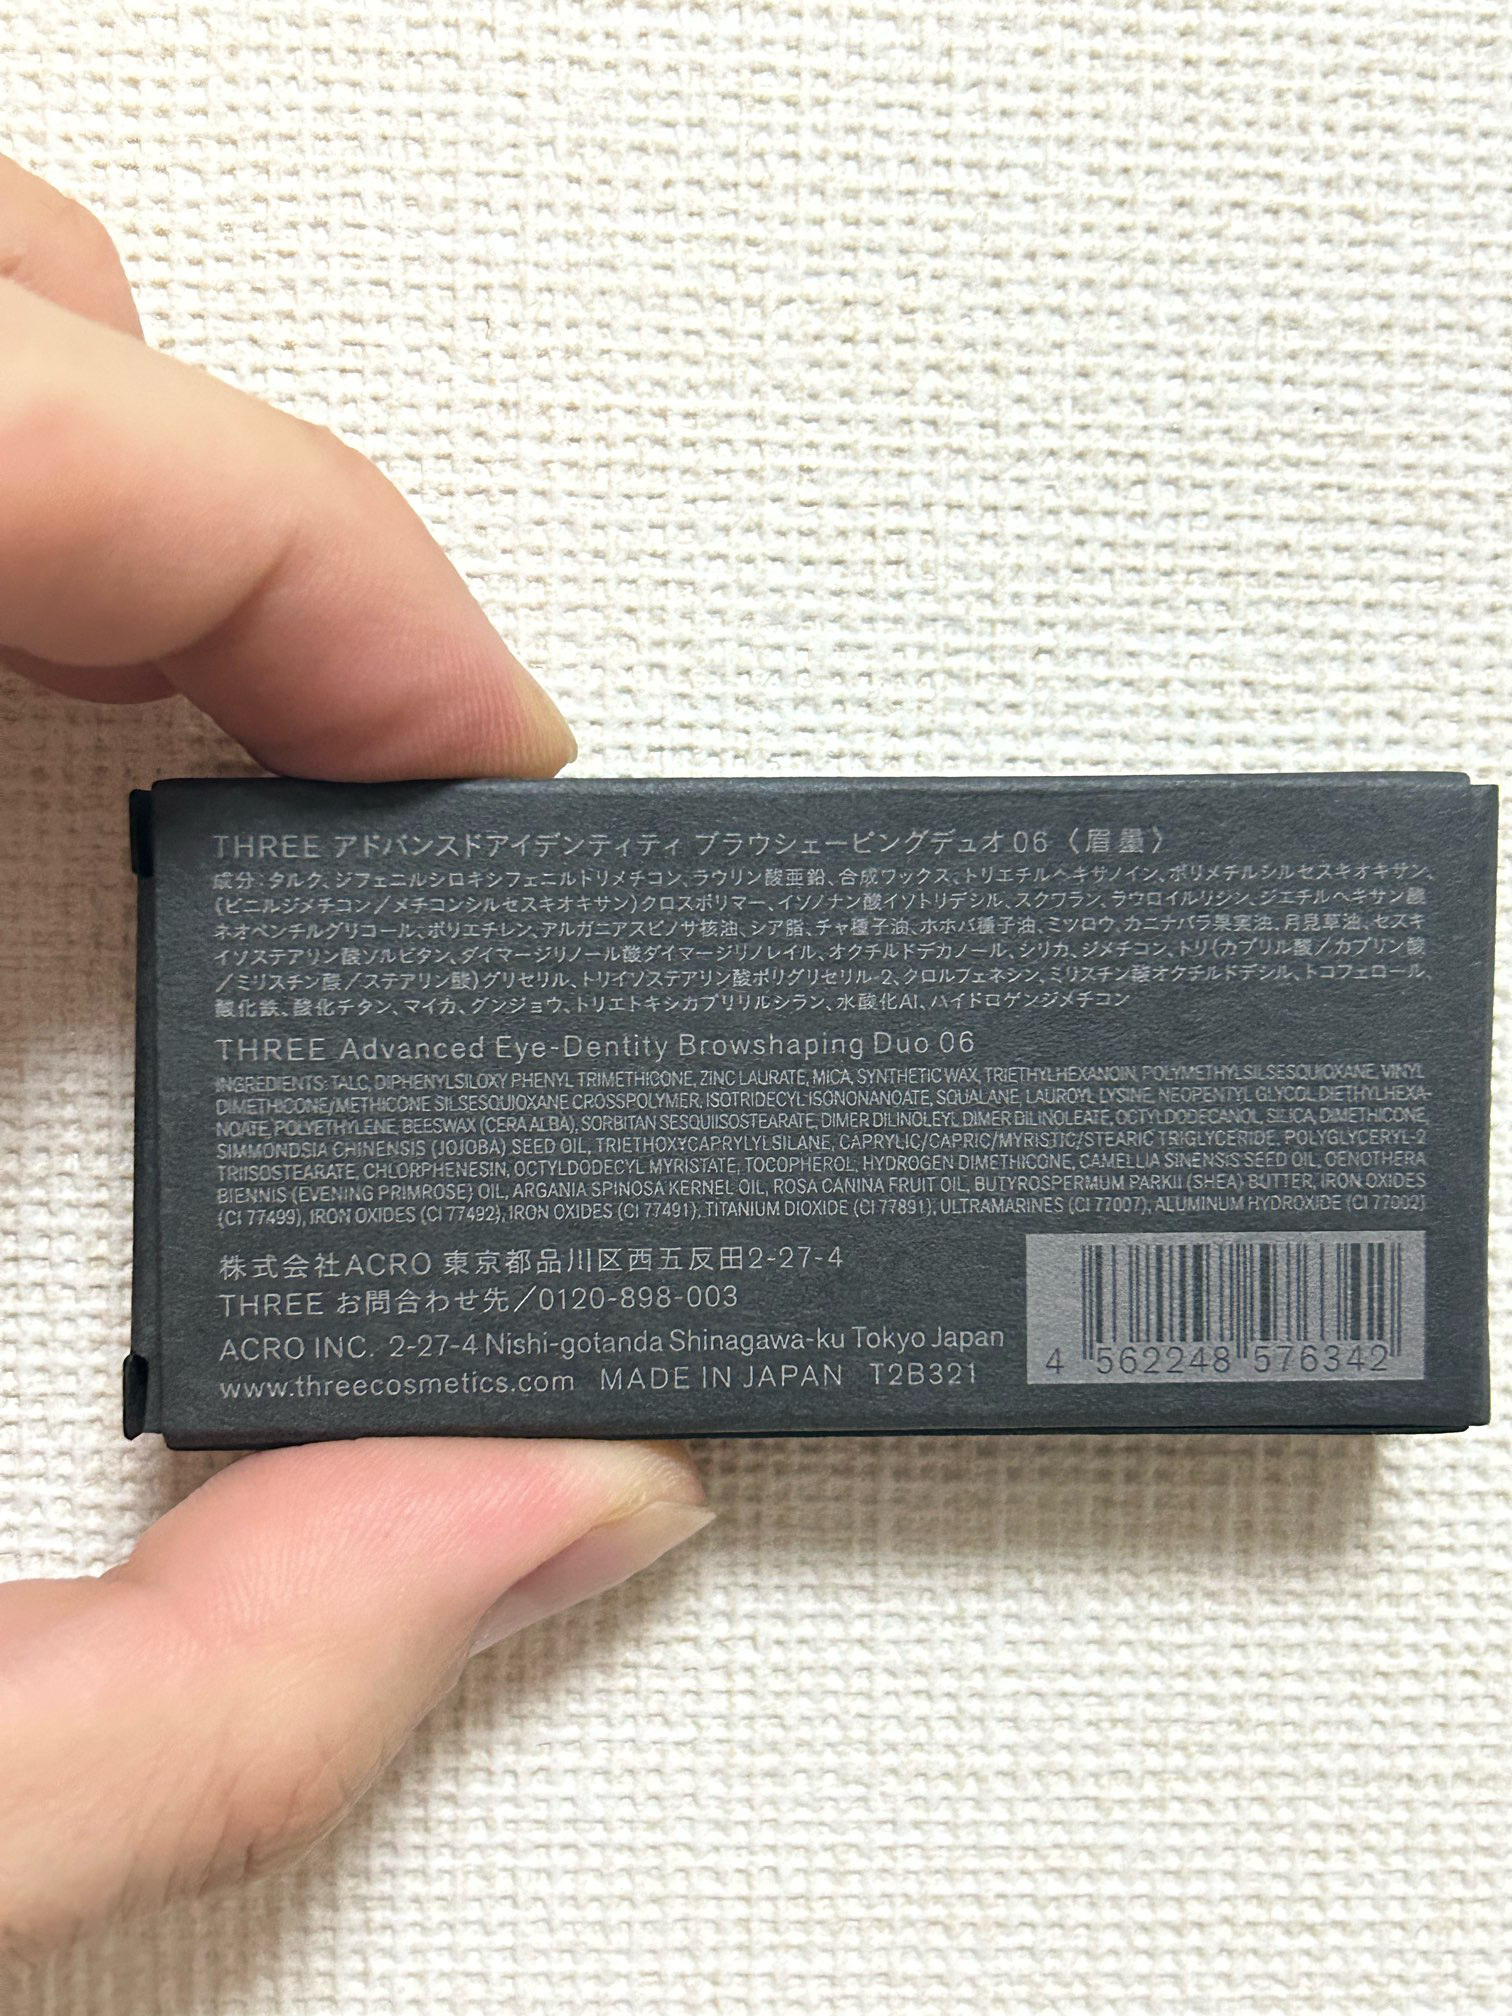 THREE アドバンスドアイデンティティ ブラウシェーピングデュオ 06 〈眉墨〉
成分：タルク、ジフェニルシロキシフェニルトリメチコン、ラウリン酸亜鉛、合成ワックス、トリエチルヘキサノイン、ポリメチルシルセスキオキサン、
(ビニルジメチコン/メチコンシルセスキオキサン)クロスポリマー、イソノナン酸イソトリデシル、スクワラン、ラウロイルリシン、ジエチルヘキサン酸
ネオペンチルグリコール、ポリエチレン、アルガニアスピノサ核油、シア脂、チャ種子油、ホホバ種子油、ミツロウ、カニナバラ果実油、月見草油、セスキ
イソステアリン酸ソルビタン、ダイマージリノール酸ダイマージリノレイル、オクチルドデカノール、シリカ、ジメチコン、トリ(カプリル酸/カプリン酸
/ミリスチン酸/ステアリン酸)グリセリル、トリイソステアリン酸ポリグリセリル-2、クロルフェネシン、ミリスチン酸オクチルドデシル、トコフェロール、
酸化鉄、酸化チタン、マイカ、グンジョウ、トリエトキシカプリリルシラン、水酸化Al、ハイドロゲンジメチコン
THREE Advanced Eye-Dentity Browshaping Duo 06
INGREDIENTS: TALC, DIPHENYLSILOXY PHENYL TRIMETHICONE, ZINC LAURATE, MICA, SYNTHETIC WAX, TRIETHYLHEXANOIN, POLYMETHYLSILSESQUIOXANE, VINYL
DIMETHICONE/METHICONE SILSESQUIOXANE CROSSPOLYMER, ISOTRIDECYL ISONONANOATE, SQUALANE, LAUROYL LYSINE, NEOPENTYL GLYCOL DIETHYLHEXA-
NOATE, POLYETHYLENE, BEESWAX (CERA ALBA), SORBITAN SESQUIISOSTEARATE, DIMER DILINOLEYL DIMER DILINOLEATE, OCTYLDODECANOL, SILICA, DIMETHICONE,
SIMMONDSIA CHINENSIS (JOJOBA) SEED OIL, TRIETHOXYCAPRYLYLSILANE, CAPRYLIC/CAPRIC/MYRISTIC/STEARIC TRIGLYCERIDE, POLYGLYCERYL-2
TRIISOSTEARATE, CHLORPHENESIN, OCTYLDODECYL MYRISTATE, TOCOPHEROL, HYDROGEN DIMETHICONE, CAMELLIA SINENSIS SEED OIL, OENOTHERA
BIENNIS (EVENING PRIMROSE) OIL, ARGANIA SPINOSA KERNEL OIL, ROSA CANINA FRUIT OIL, BUTYROSPERMUM PARKII (SHEA) BUTTER, IRON OXIDES
(CI 77499), IRON OXIDES (CI 77492), IRON OXIDES (CI 77491), TITANIUM DIOXIDE (CI 77891), ULTRAMARINES (CI 77007), ALUMINUM HYDROXIDE (CI 77002)
株式会社ACRO 東京都品川区西五反田2-27-4
THREE お問合わせ先/0120-898-003
ACRO INC. 2-27-4 Nishi-gotanda Shinagawa-ku Tokyo Japan
www.threecosmetics.com MADE IN JAPAN T2B321
4 562248 576342